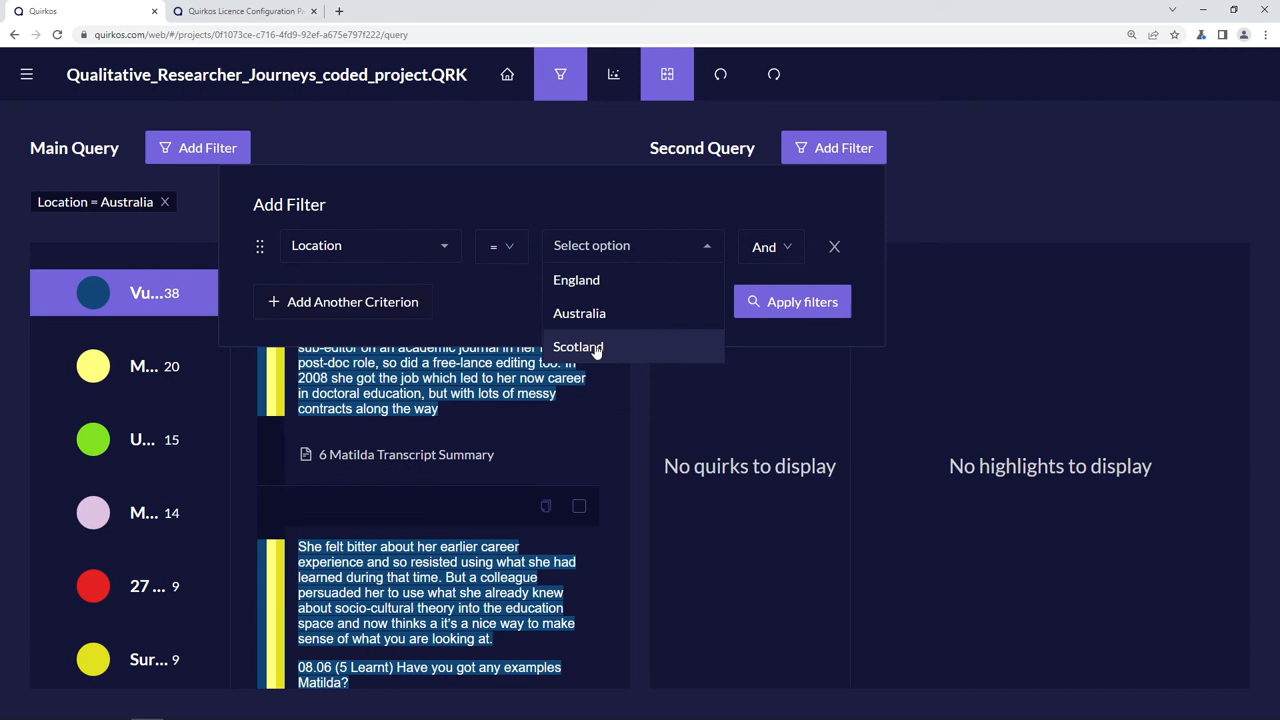 Quirkos
Quirkos Licence Configuration P
quirkos.com/web/#/projects/0f1073ce-c716-4fd9-92ef-a675e797f222/query
Qualitative_Researcher_Journeys_coded_project.QRK
Main Query
Add Filter
Second Query
Add Filter
Location = Australia
Add Filter
Location
=
Select option
And
England
Australia
Scotland
Add Another Criterion
Apply filters
Vu... 38
M... 20
U... 15
M... 14
27 ... 9
Sur... 9
sub-editor on an academic journal in her
post-doc role, so did a free-lance editing too. In
2008 she got the job which led to her now career
in doctoral education, but with lots of messy
contracts along the way
6 Matilda Transcript Summary
She felt bitter about her earlier career
experience and so resisted using what she had
learned during that time. But a colleague
persuaded her to use what she already knew
about socio-cultural theory into the education
space and now thinks a it's a nice way to make
sense of what you are looking at.
08.06 (5 Learnt) Have you got any examples
Matilda?
No quirks to display
No highlights to display